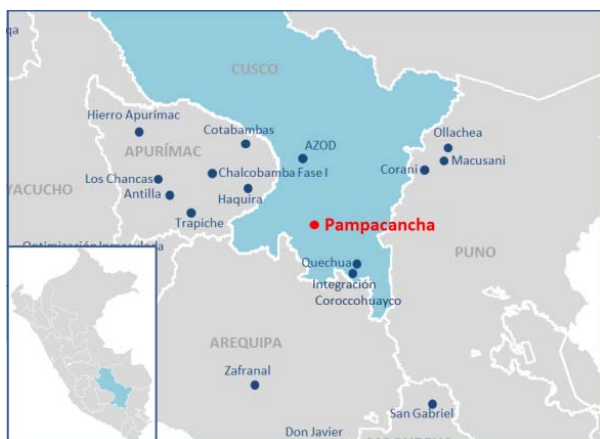 CUSCO
Hierro Apurimac
Cotabambas
Ollachea
APURÍMAC
AZOD
Macusani
Corani
Los Chancas
Chalcobamba Fase I
YACUCHO
Antilla
Haquira
Trapiche
Pampacancha
PUNO
Quechua
Integración
Coroccohuayco
AREQUIPA
Zafranal
San Gabriel
Don Javier